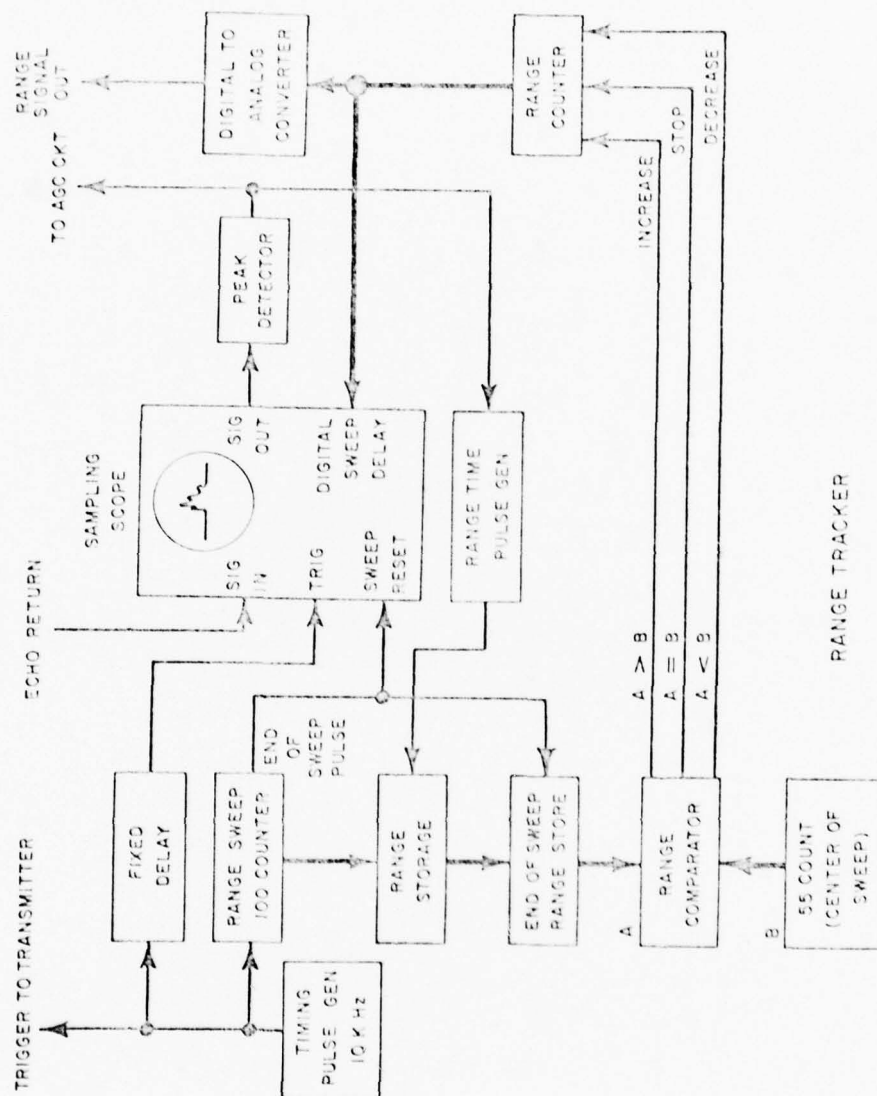 TRIGGER TO TRANSMITTER
ECHO RETURN
TO AGC CKT
RANGE
SIGNAL
OUT
FIXED
DELAY
SAMPLING
SCOPE
SIG
IN
SIG
OUT
TRIG
DIGITAL
SWEEP
DELAY
SWEEP
RESET
PEAK
DETECTOR
DIGITAL TO
ANALOG
CONVERTER
TIMING
PULSE GEN
10 K Hz
RANGE SWEEP
100 COUNTER
END
OF
SWEEP
PULSE
RANGE
STORAGE
RANGE TIME
PULSE GEN
END OF SWEEP
RANGE STORE
RANGE
COUNTER
A
RANGE
COMPARATOR
A > B
A = B
A < B
INCREASE
STOP
DECREASE
B
55 COUNT
(CENTER OF
SWEEP)
RANGE TRACKER